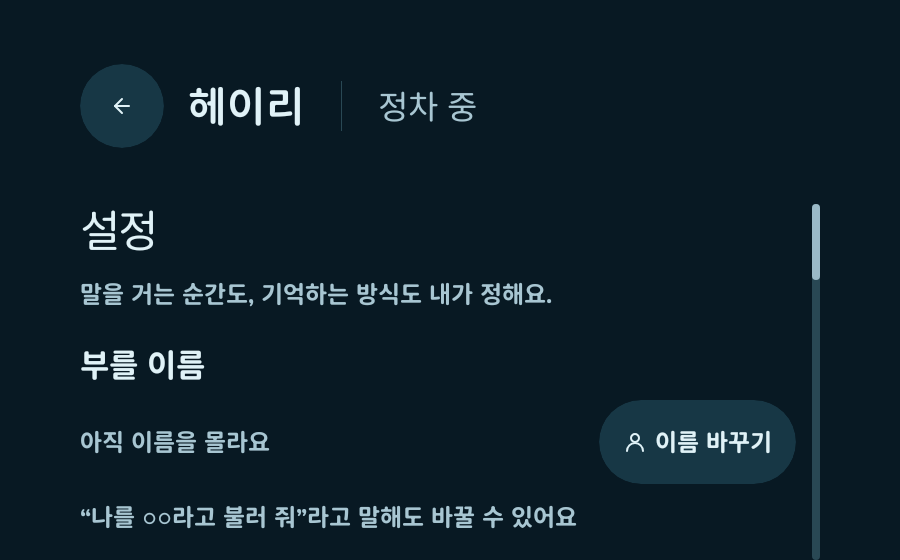 헤이리
정차 중
설정
말을 거는 순간도, 기억하는 방식도 내가 정해요.
부를 이름
아직 이름을 몰라요
이름 바꾸기
“나를 ○○라고 불러 줘”라고 말해도 바꿀 수 있어요